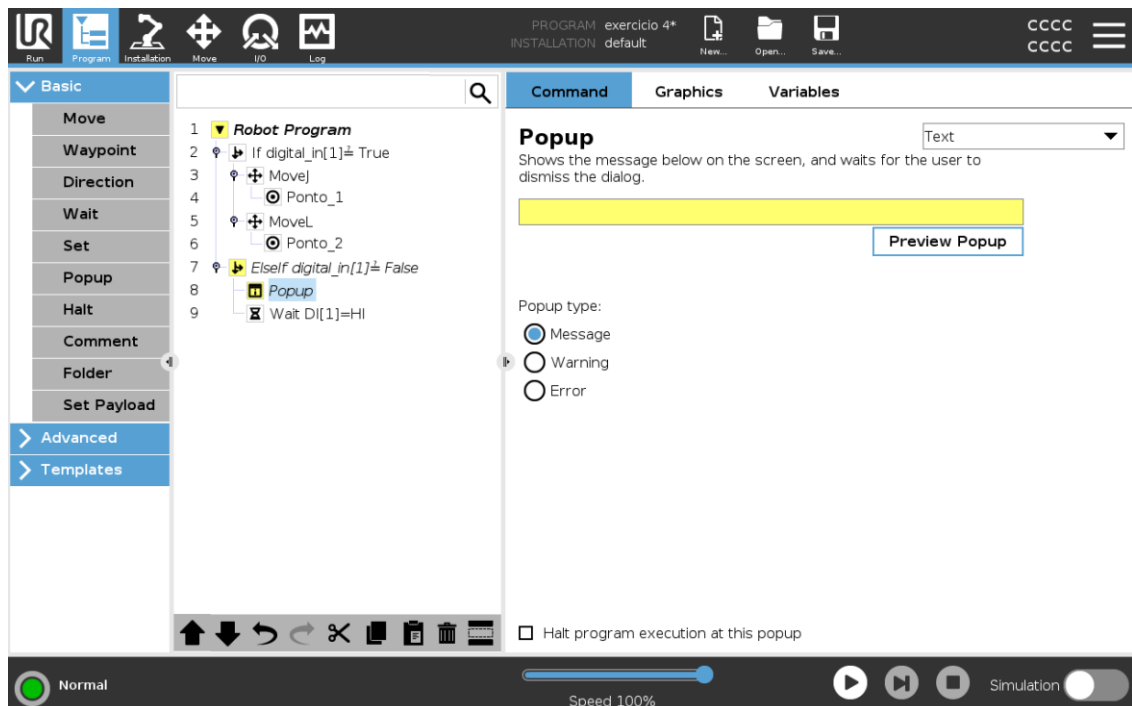 UR
PROGRAM exercicio 4*
INSTALLATION default
Run
Program
Installation
Move
I/O
Log
New...
Open...
Save...
CCCC
CCCC
Basic
Move
Waypoint
Direction
Wait
Set
Popup
Halt
Comment
Folder
Set Payload
Advanced
Templates
1 Robot Program
2 If digital_in[1]≟ True
3 MoveJ
4 Ponto_1
5 MoveL
6 Ponto_2
7 ElseIf digital_in[1]≟ False
8 Popup
9 Wait DI[1]=HI
Command
Graphics
Variables
Popup
Text
Shows the message below on the screen, and waits for the user to
dismiss the dialog.
Preview Popup
Popup type:
Message
Warning
Error
Halt program execution at this popup
Normal
Speed 100%
Simulation